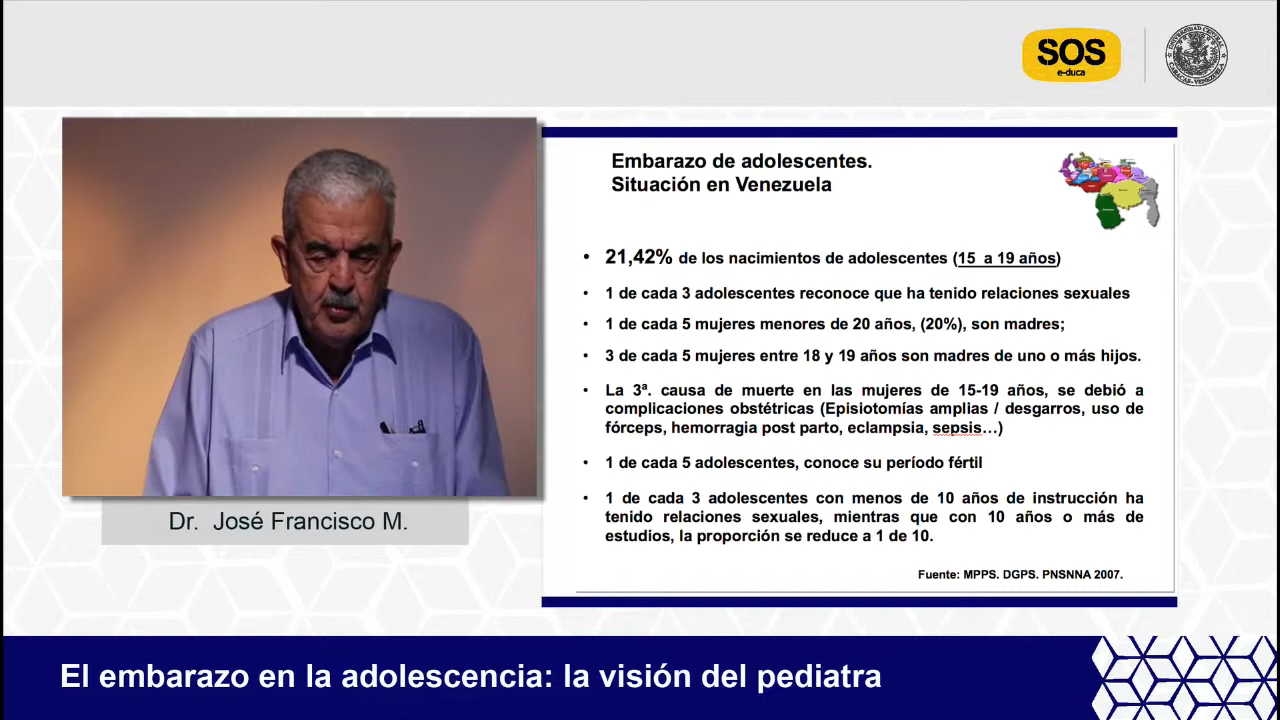 SOS
e-duca
UNIVERSIDAD CENTRAL
CARACAS-VENEZUELA
Embarazo de adolescentes.
Situación en Venezuela
• 21,42% de los nacimientos de adolescentes (15 a 19 años)
• 1 de cada 3 adolescentes reconoce que ha tenido relaciones sexuales
• 1 de cada 5 mujeres menores de 20 años, (20%), son madres;
• 3 de cada 5 mujeres entre 18 y 19 años son madres de uno o más hijos.
• La 3ª. causa de muerte en las mujeres de 15-19 años, se debió a
complicaciones obstétricas (Episiotomías amplias / desgarros, uso de
fórceps, hemorragia post parto, eclampsia, sepsis…)
• 1 de cada 5 adolescentes, conoce su período fértil
• 1 de cada 3 adolescentes con menos de 10 años de instrucción ha
tenido relaciones sexuales, mientras que con 10 años o más de
estudios, la proporción se reduce a 1 de 10.
Fuente: MPPS. DGPS. PNSNNA 2007.
Dr. José Francisco M.
El embarazo en la adolescencia: la visión del pediatra